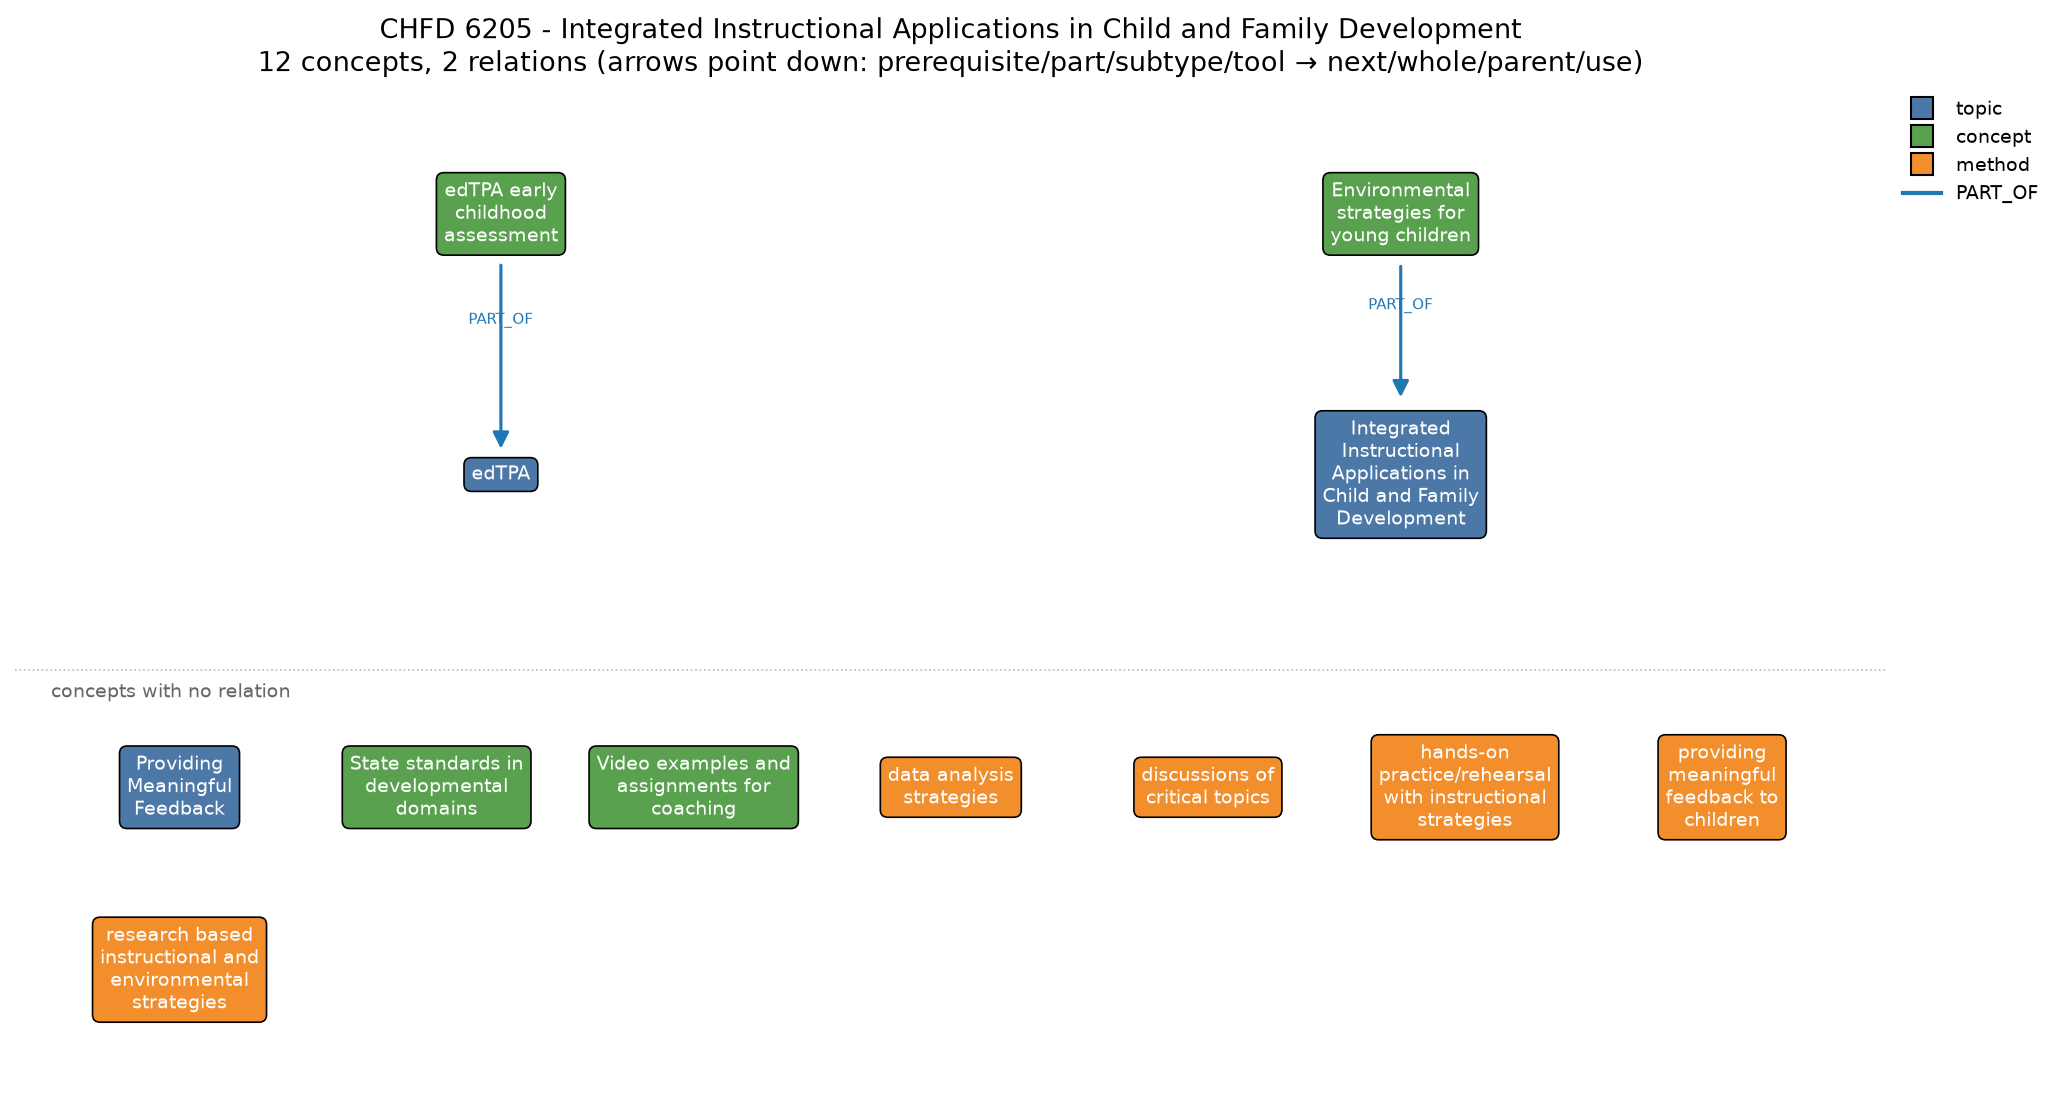 CHFD 6205 - Integrated Instructional Applications in Child and Family Development
12 concepts, 2 relations (arrows point down: prerequisite/part/subtype/tool → next/whole/parent/use)
topic
concept
method
PART_OF
edTPA early
childhood
assessment
Environmental
strategies for
young children
PART_OF
PART_OF
edTPA
Integrated
Instructional
Applications in
Child and Family
Development
concepts with no relation
Providing
Meaningful
Feedback
State standards in
developmental
domains
Video examples and
assignments for
coaching
data analysis
strategies
discussions of
critical topics
hands-on
practice/rehearsal
with instructional
strategies
providing
meaningful
feedback to
children
research based
instructional and
environmental
strategies